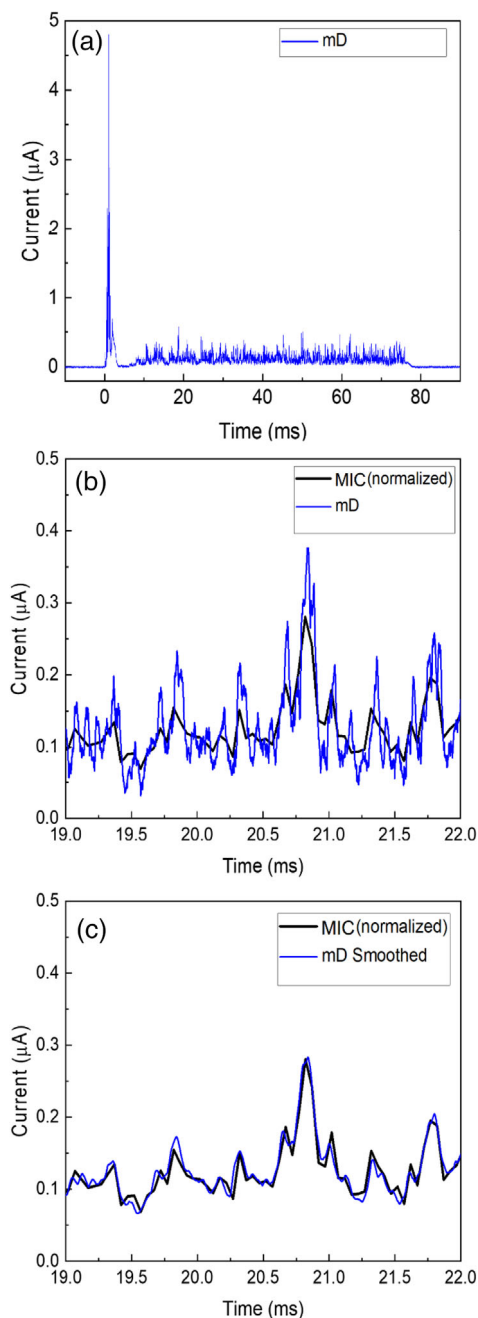 (a)
mD
5
4
3
2
1
0
Current (μA)
0 20 40 60 80
Time (ms)
(b)
MIC(normalized)
mD
0.5
0.4
0.3
0.2
0.1
0.0
Current (μA)
19.0 19.5 20.0 20.5 21.0 21.5 22.0
Time (ms)
(c)
MIC(normalized)
mD Smoothed
0.5
0.4
0.3
0.2
0.1
0.0
Current (μA)
19.0 19.5 20.0 20.5 21.0 21.5 22.0
Time (ms)